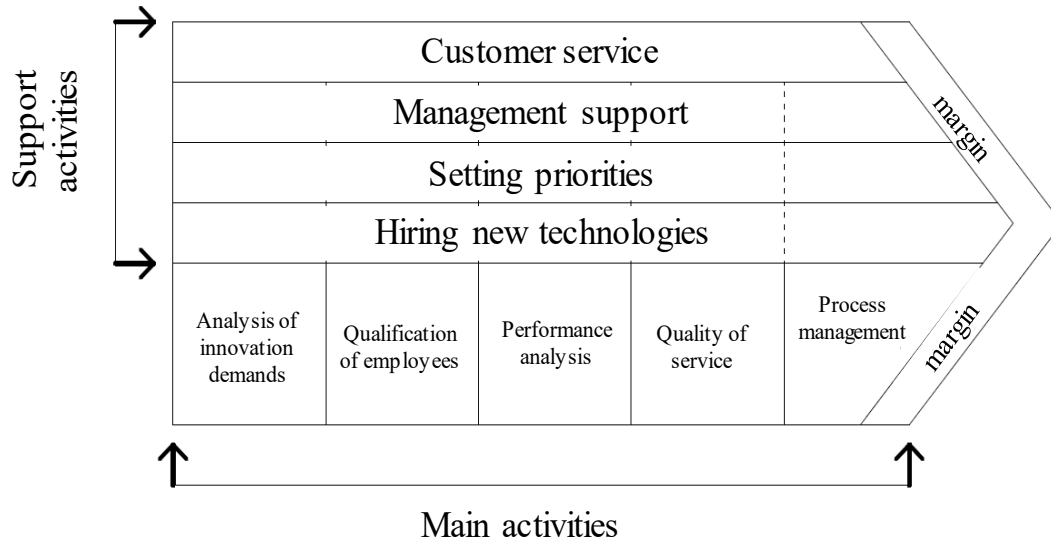 Support
activities
Customer service
Management support
Setting priorities
Hiring new technologies
margin
margin
Analysis of
innovation
demands
Qualification
of employees
Performance
analysis
Quality of
service
Process
management
Main activities